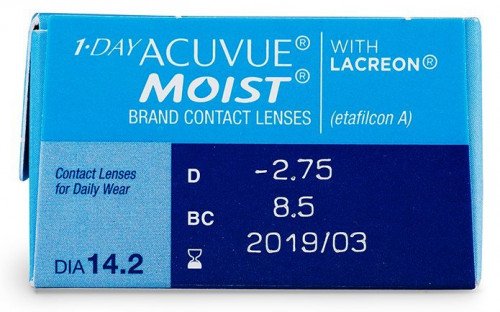 1·DAY ACUVUE®
MOIST®
BRAND CONTACT LENSES
WITH
LACREON®
(etafilcon A)
Contact Lenses
for Daily Wear
DIA 14.2
D -2.75
BC 8.5
2019/03